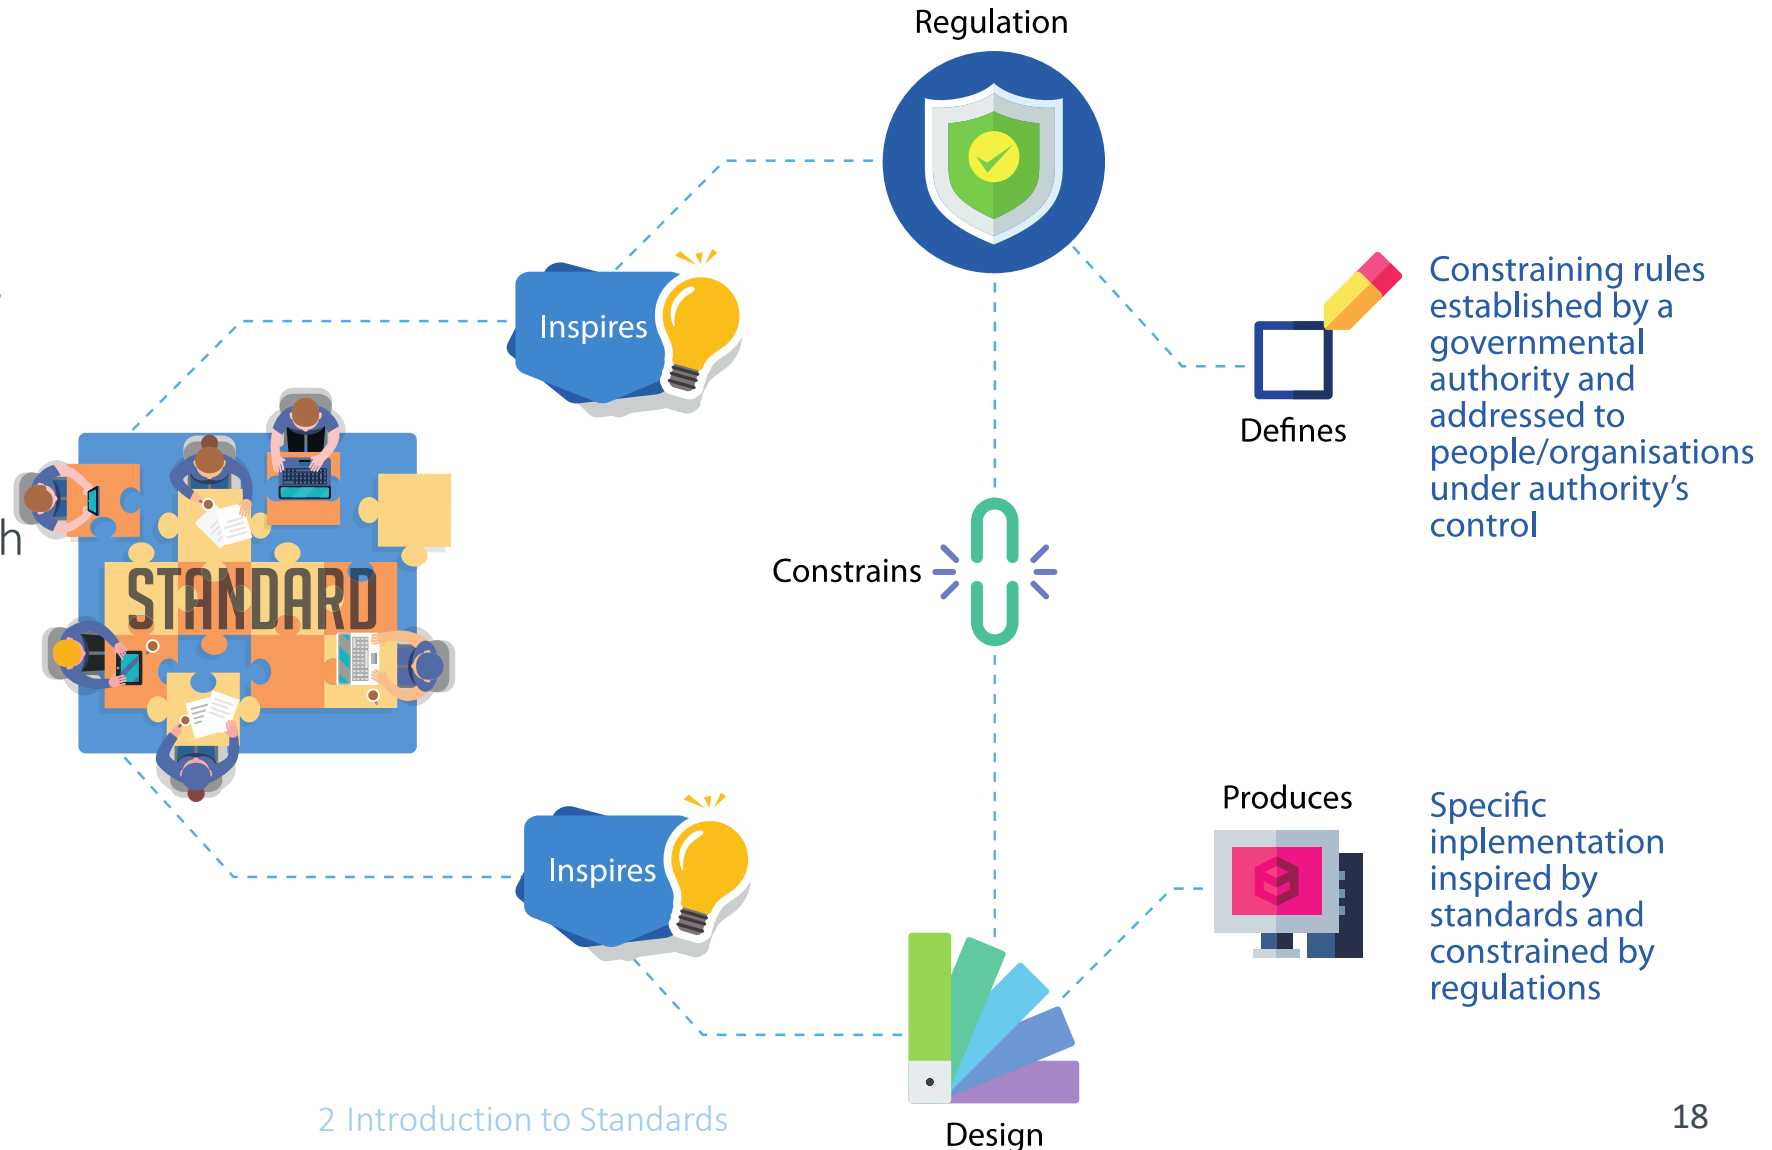 Regulation
Inspires
Constraining rules
established by a
governmental
authority and
addressed to
people/organisations
under authority’s
control
Defines
h
STANDARD
Constrains
Produces
Specific
inplementation
inspired by
standards and
constrained by
regulations
Inspires
Design
2 Introduction to Standards
18